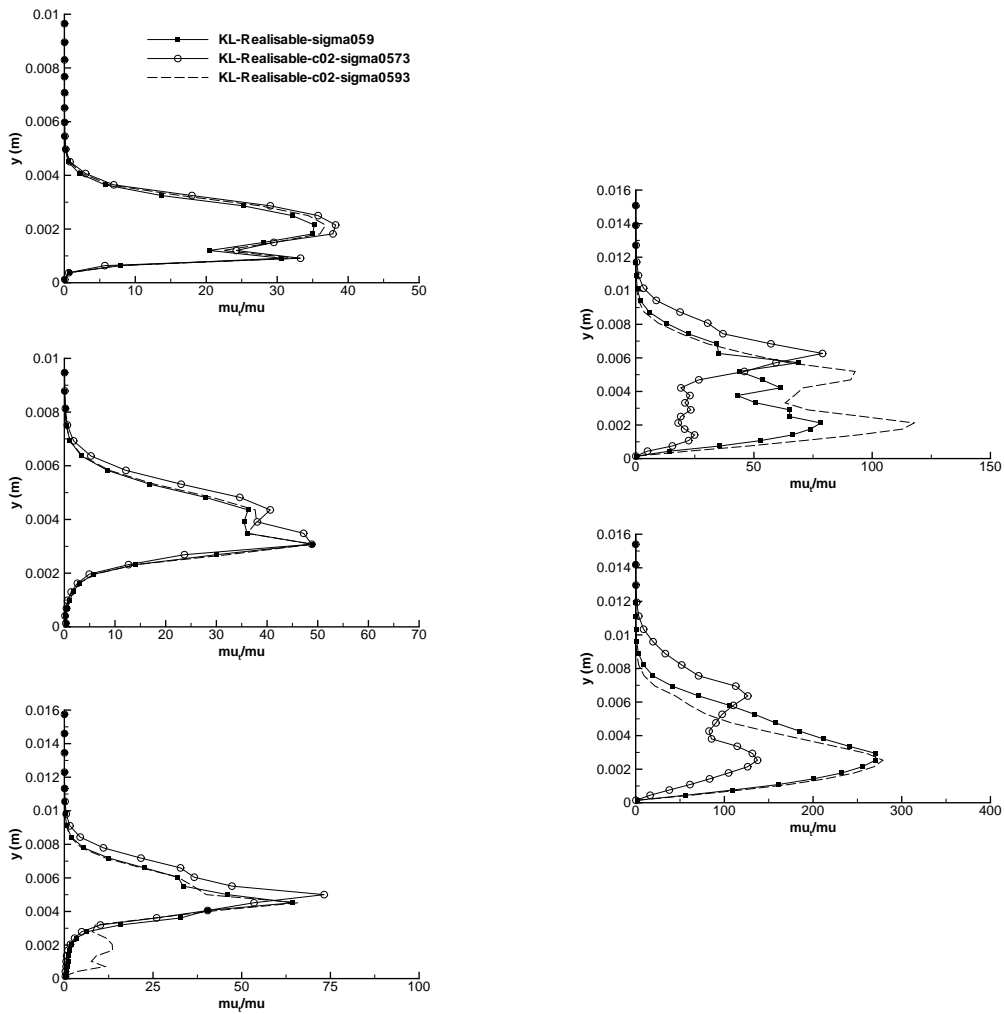 KL-Realisable-sigma059
KL-Realisable-c02-sigma0573
KL-Realisable-c02-sigma0593
y (m)
0.01
0.008
0.006
0.004
0.002
0
0 10 20 30 40 50
mu_t/mu
y (m)
0.01
0.008
0.006
0.004
0.002
0
0 10 20 30 40 50 60 70
mu_t/mu
y (m)
0.016
0.014
0.012
0.01
0.008
0.006
0.004
0.002
0
0 25 50 75 100
mu_t/mu
y (m)
0.016
0.014
0.012
0.01
0.008
0.006
0.004
0.002
0
0 50 100 150
mu_t/mu
y (m)
0.016
0.014
0.012
0.01
0.008
0.006
0.004
0.002
0
0 100 200 300 400
mu_t/mu